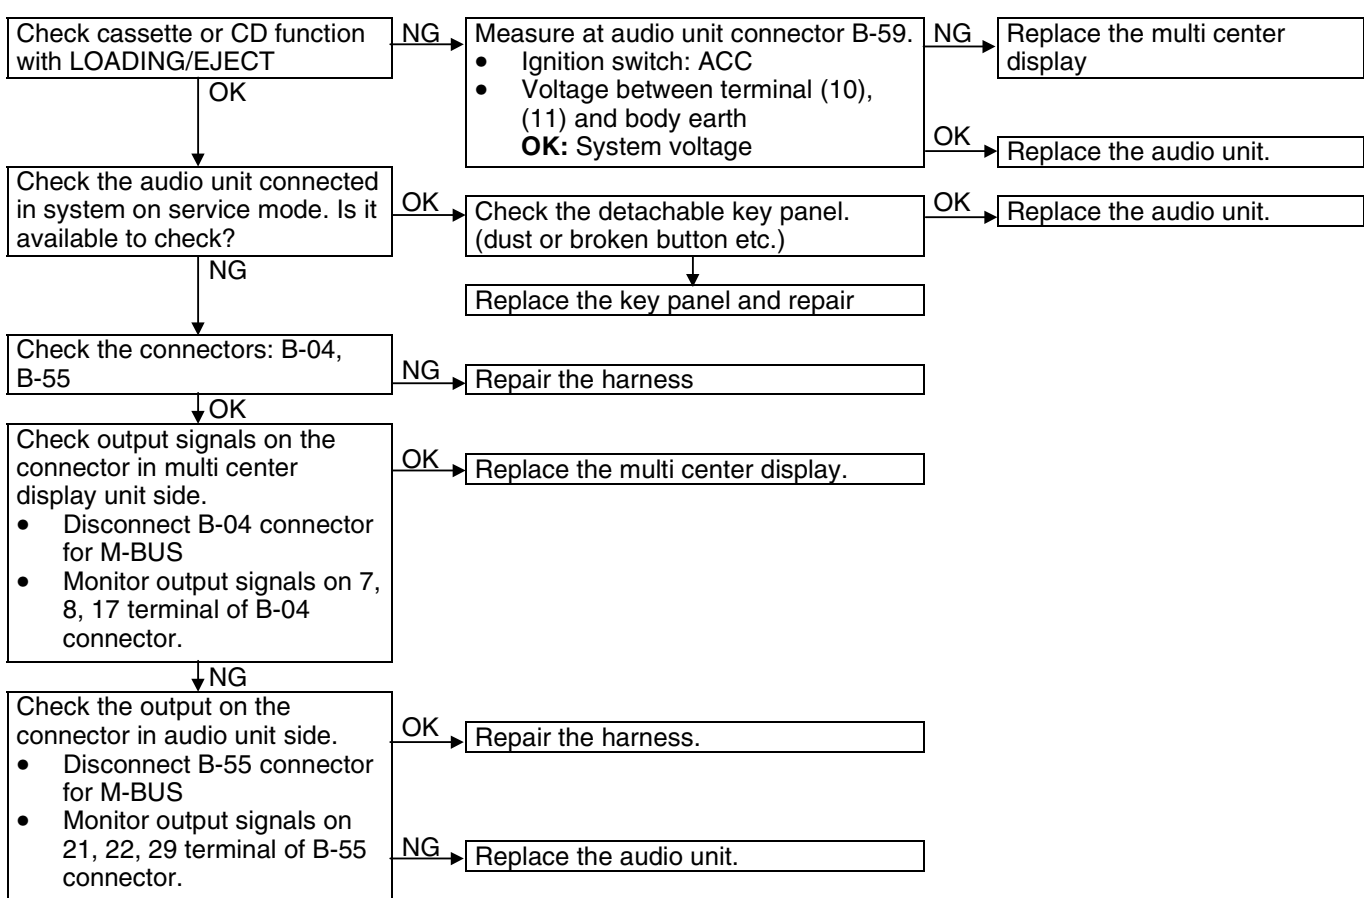 Check cassette or CD function
with LOADING/EJECT
NG
Measure at audio unit connector B-59.
• Ignition switch: ACC
• Voltage between terminal (10),
(11) and body earth
OK: System voltage
NG
Replace the multi center
display
OK
Replace the audio unit.
OK
Check the audio unit connected
in system on service mode. Is it
available to check?
OK
Check the detachable key panel.
(dust or broken button etc.)
OK
Replace the audio unit.
Replace the key panel and repair
NG
Check the connectors: B-04,
B-55
NG
Repair the harness
OK
Check output signals on the
connector in multi center
display unit side.
• Disconnect B-04 connector
for M-BUS
• Monitor output signals on 7,
8, 17 terminal of B-04
connector.
OK
Replace the multi center display.
NG
Check the output on the
connector in audio unit side.
• Disconnect B-55 connector
for M-BUS
• Monitor output signals on
21, 22, 29 terminal of B-55
connector.
OK
Repair the harness.
NG
Replace the audio unit.